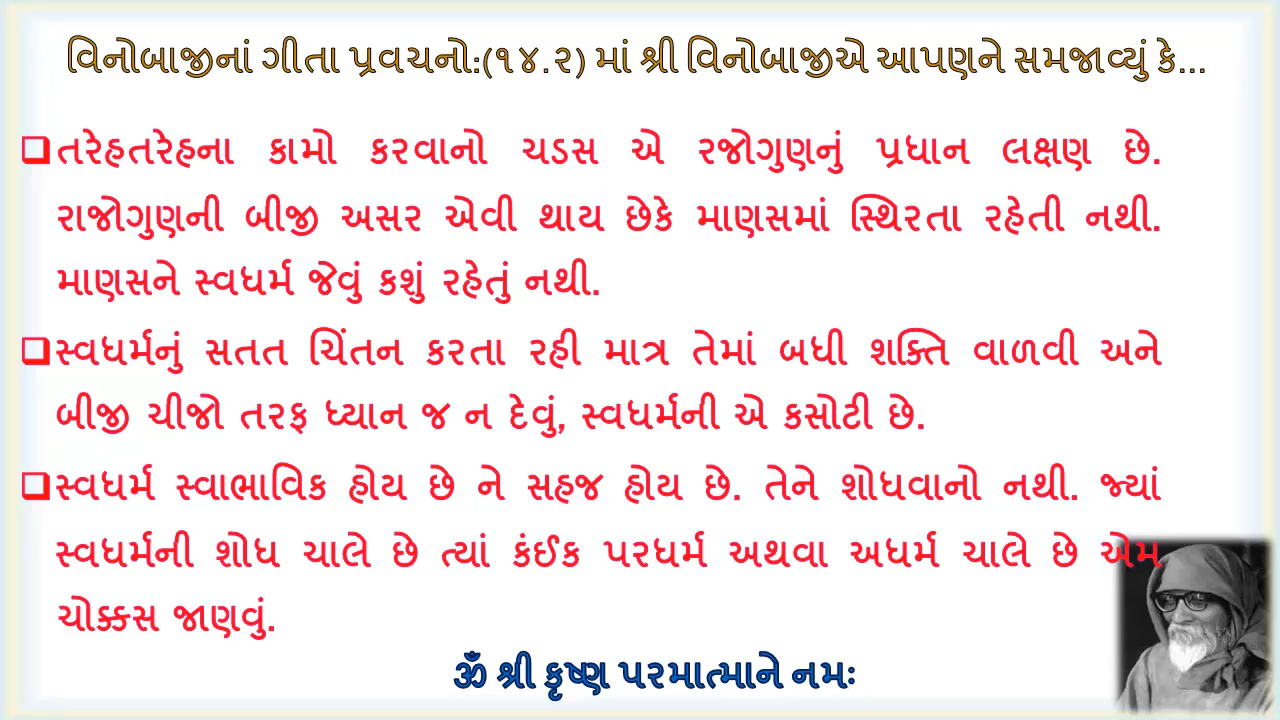 વિનોબાજીનાં ગીતા પ્રવચનો:(૧૪.૨) માં શ્રી વિનોબાજીએ આપણને સમજાવ્યું કે...
તરેહતરેહના કામો કરવાનો ચડસ એ રજોગુણનું પ્રધાન લક્ષણ છે.
રાજોગુણની બીજી અસર એવી થાય છેકે માણસમાં સ્થિરતા રહેતી નથી.
માણસને સ્વધર્મ જેવું કશું રહેતું નથી.
સ્વધર્મનું સતત ચિંતન કરતા રહી માત્ર તેમાં બધી શક્તિ વાળવી અને
બીજી ચીજો તરફ ધ્યાન જ ન દેવું, સ્વધર્મની એ કસોટી છે.
સ્વધર્મ સ્વાભાવિક હોય છે ને સહજ હોય છે. તેને શોધવાનો નથી. જ્યાં
સ્વધર્મની શોધ ચાલે છે ત્યાં કંઈક પરધર્મ અથવા અધર્મ ચાલે છે એમ
ચોક્કસ જાણવું.
ૐ શ્રી કૃષ્ણ પરમાત્માને નમઃ